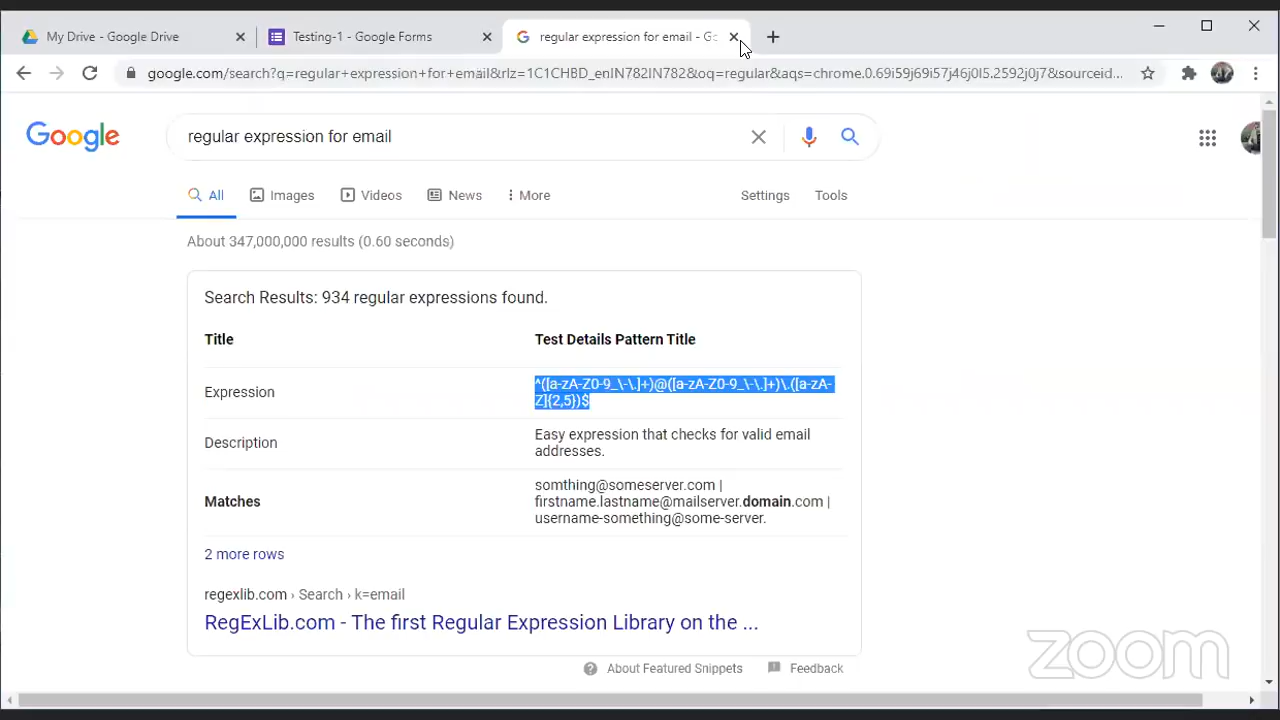 My Drive - Google Drive
Testing-1 - Google Forms
regular expression for email - Go
google.com/search?q=regular+expression+for+email&rlz=1C1CHBD_enIN782IN782&oq=regular&aqs=chrome.0.69i59j69i57j46j0l5.2592j0j7&sourceid...
Google
regular expression for email
All Images Videos News More Settings Tools
About 347,000,000 results (0.60 seconds)
Search Results: 934 regular expressions found.
Title Test Details Pattern Title
Expression ^([a-zA-Z0-9_\-\.]+)@([a-zA-Z0-9_\-\.]+)\.([a-zA-
Z]{2,5})$
Description Easy expression that checks for valid email
addresses.
Matches somthing@someserver.com |
firstname.lastname@mailserver.domain.com |
username-something@some-server.
2 more rows
regexlib.com › Search › k=email
RegExLib.com - The first Regular Expression Library on the ...
About Featured Snippets Feedback
zoom